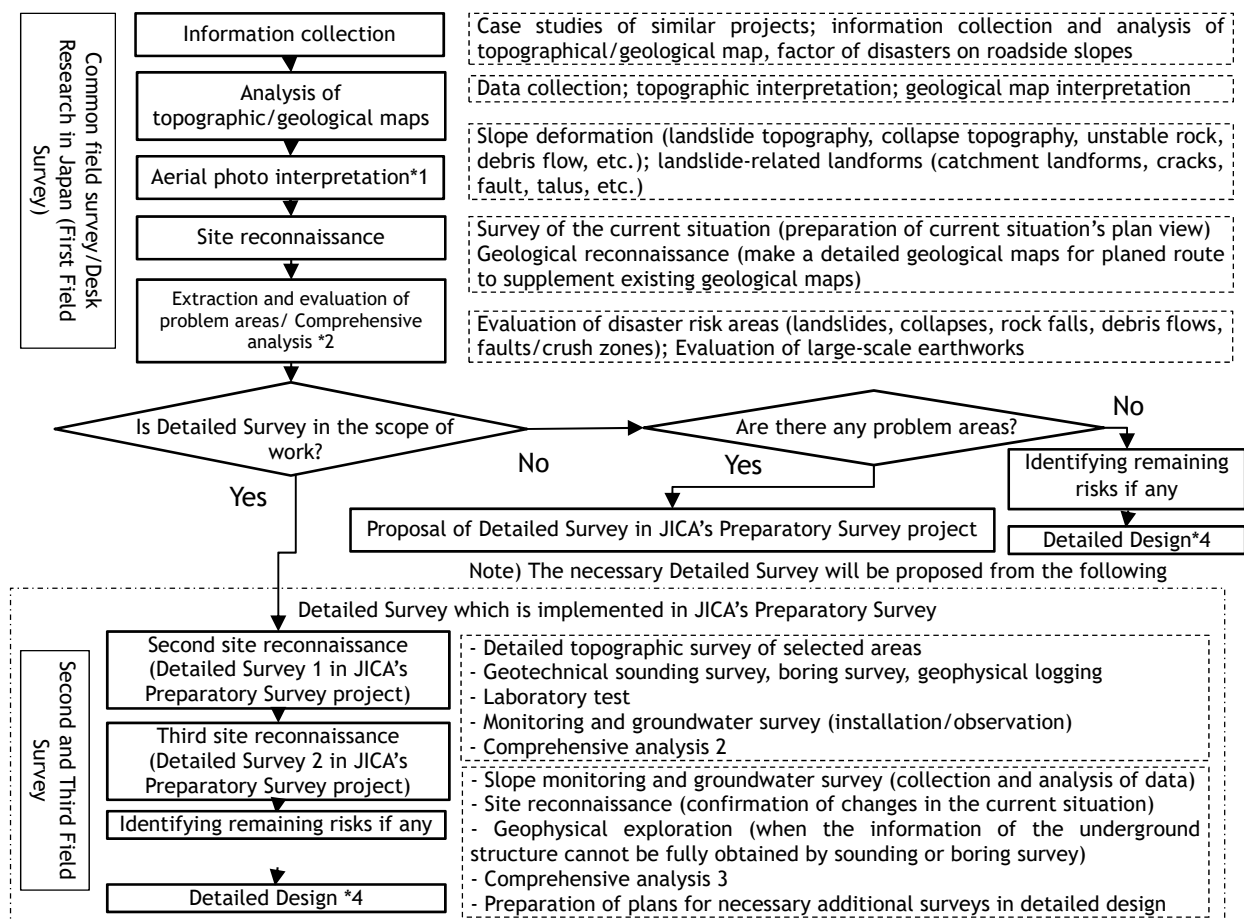 Common field survey/Desk
Research in Japan (First Field
Survey)
Information collection
Case studies of similar projects; information collection and analysis of
topographical/geological map, factor of disasters on roadside slopes
Analysis of
topographic/geological maps
Data collection; topographic interpretation; geological map interpretation
Aerial photo interpretation*1
Slope deformation (landslide topography, collapse topography, unstable rock,
debris flow, etc.); landslide-related landforms (catchment landforms, cracks,
fault, talus, etc.)
Site reconnaissance
Survey of the current situation (preparation of current situation’s plan view)
Geological reconnaissance (make a detailed geological maps for planed route
to supplement existing geological maps)
Extraction and evaluation of
problem areas/ Comprehensive
analysis *2
Evaluation of disaster risk areas (landslides, collapses, rock falls, debris flows,
faults/crush zones); Evaluation of large-scale earthworks
Is Detailed Survey in the scope of
work?
No
Yes
Are there any problem areas?
No
Yes
Identifying remaining
risks if any
Detailed Design*4
Proposal of Detailed Survey in JICA’s Preparatory Survey project
Note) The necessary Detailed Survey will be proposed from the following
Detailed Survey which is implemented in JICA’s Preparatory Survey
Second and Third Field
Survey
Second site reconnaissance
(Detailed Survey 1 in JICA’s
Preparatory Survey project)
- Detailed topographic survey of selected areas
- Geotechnical sounding survey, boring survey, geophysical logging
- Laboratory test
- Monitoring and groundwater survey (installation/observation)
- Comprehensive analysis 2
Third site reconnaissance
(Detailed Survey 2 in JICA’s
Preparatory Survey project)
- Slope monitoring and groundwater survey (collection and analysis of data)
- Site reconnaissance (confirmation of changes in the current situation)
- Geophysical exploration (when the information of the underground
structure cannot be fully obtained by sounding or boring survey)
- Comprehensive analysis 3
- Preparation of plans for necessary additional surveys in detailed design
Identifying remaining risks if any
Detailed Design *4